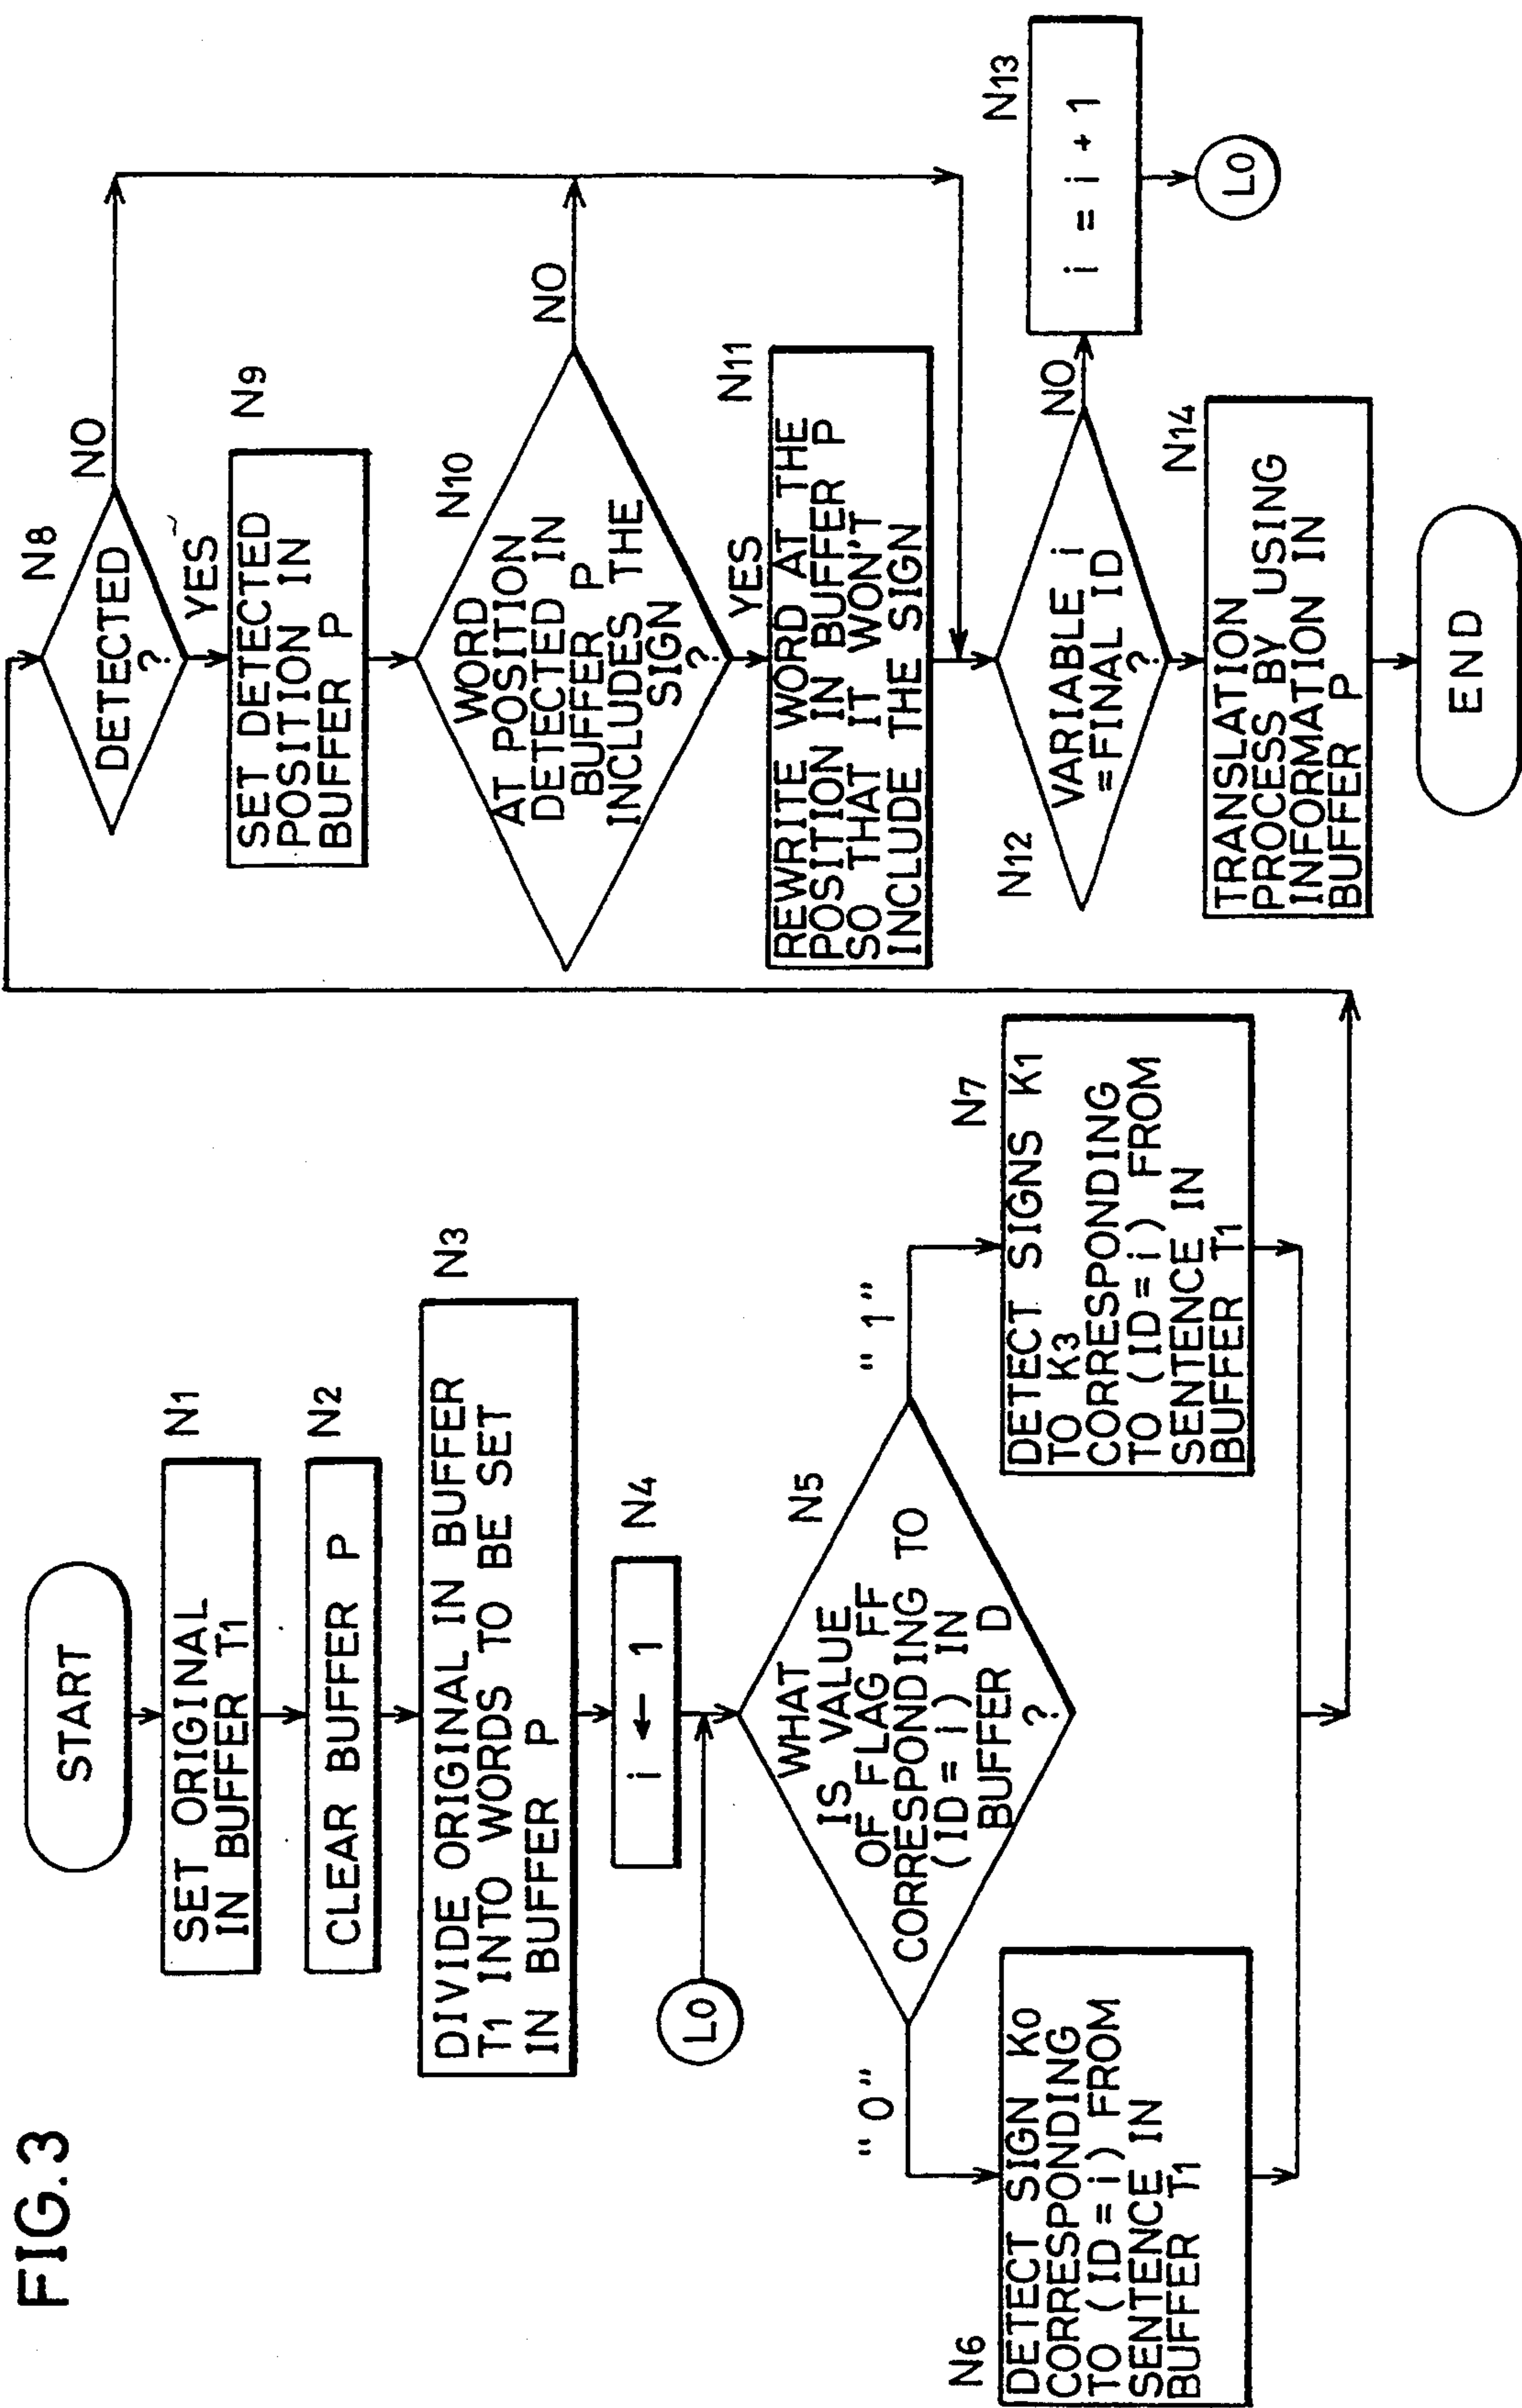 FIG.3
START
N1
SET ORIGINAL
IN BUFFER T1
N2
CLEAR BUFFER P
N3
DIVIDE ORIGINAL IN BUFFER
T1 INTO WORDS TO BE SET
IN BUFFER P
N4
i ← 1
L0
N5
WHAT
IS VALUE
OF FLAG FF
CORRESPONDING TO
(ID=i) IN
BUFFER D
?
"0"
"1"
N6
DETECT SIGN K0
CORRESPONDING
TO (ID=i) FROM
SENTENCE IN
BUFFER T1
N7
DETECT SIGNS K1
TO K3
CORRESPONDING
TO (ID=i) FROM
SENTENCE IN
BUFFER T1
N8
DETECTED
?
NO
YES
N9
SET DETECTED
POSITION IN
BUFFER P
N10
WORD
AT POSITION
DETECTED IN
BUFFER P
INCLUDES THE
SIGN
?
NO
YES
N11
REWRITE WORD AT THE
POSITION IN BUFFER P
SO THAT IT WON'T
INCLUDE THE SIGN
N12
VARIABLE i
=FINAL ID
?
NO
N13
i = i + 1
L0
N14
TRANSLATION
PROCESS BY USING
INFORMATION IN
BUFFER P
END